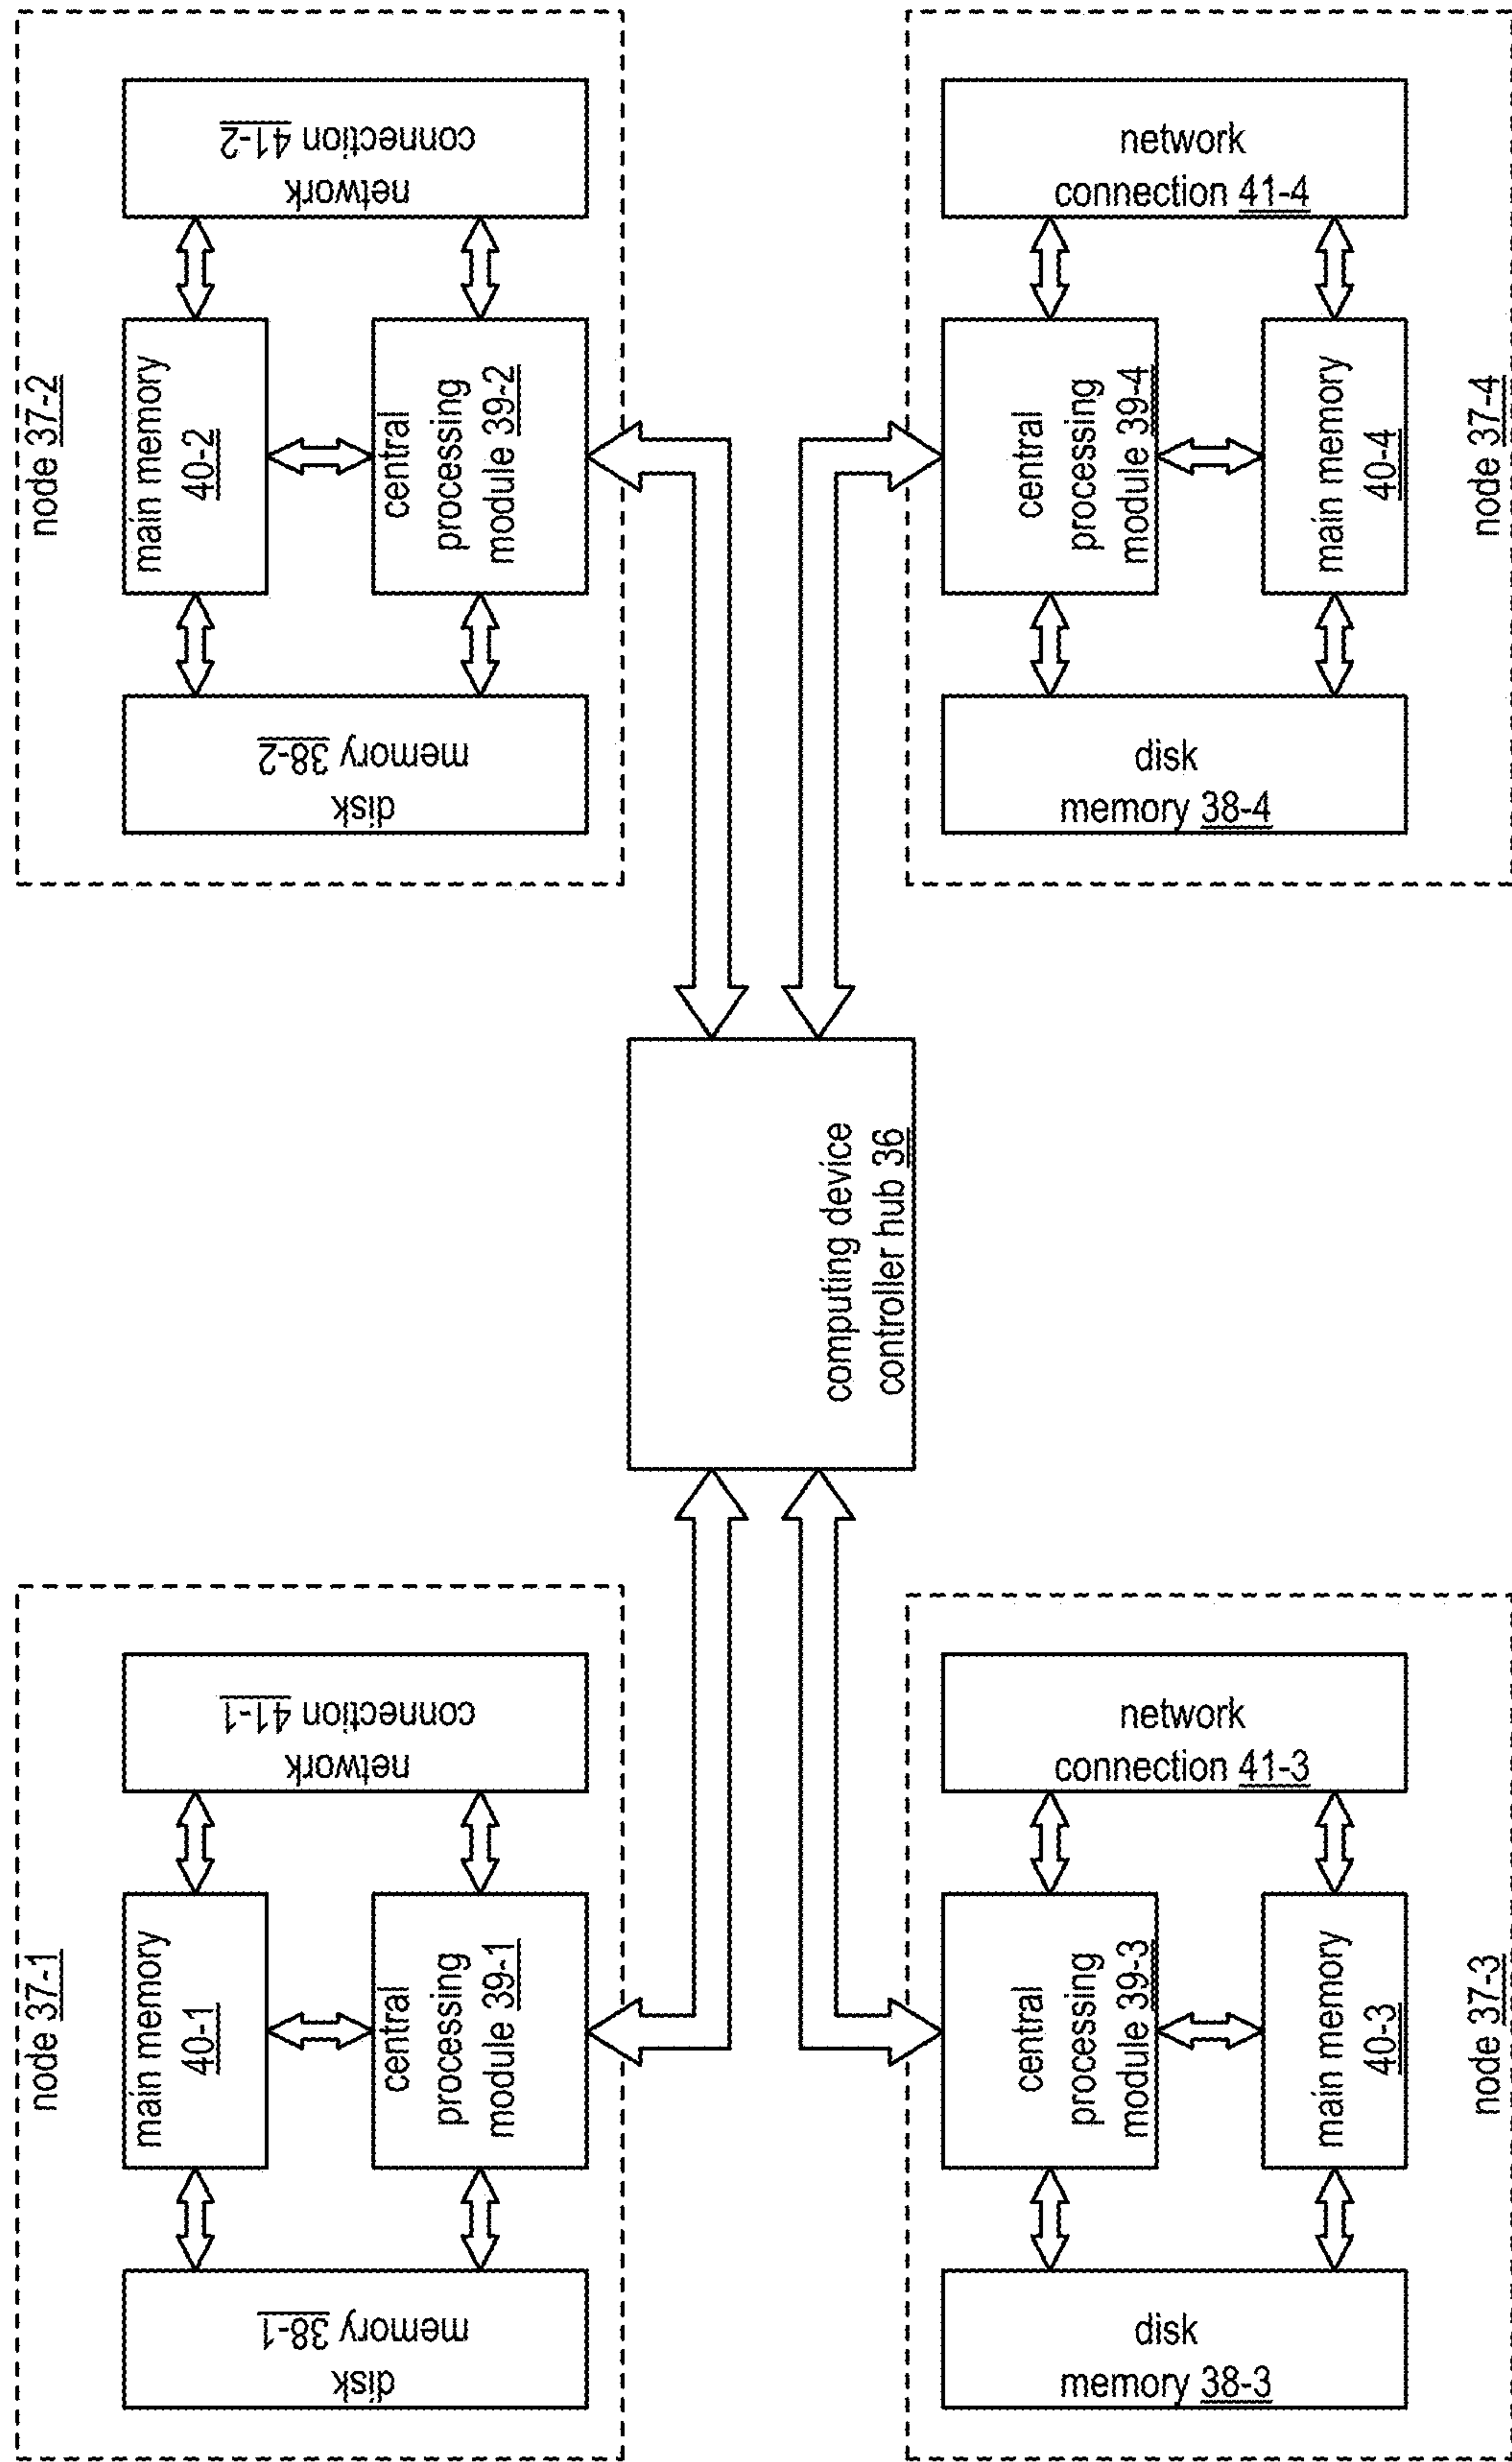 node 37-1
main memory
40-1
central
processing
module 39-1
disk
memory 38-1
network
connection 41-1
node 37-2
main memory
40-2
central
processing
module 39-2
disk
memory 38-2
network
connection 41-2
computing device
controller hub 36
disk
memory 38-3
central
processing
module 39-3
main memory
40-3
network
connection 41-3
node 37-3
disk
memory 38-4
central
processing
module 39-4
main memory
40-4
network
connection 41-4
node 37-4